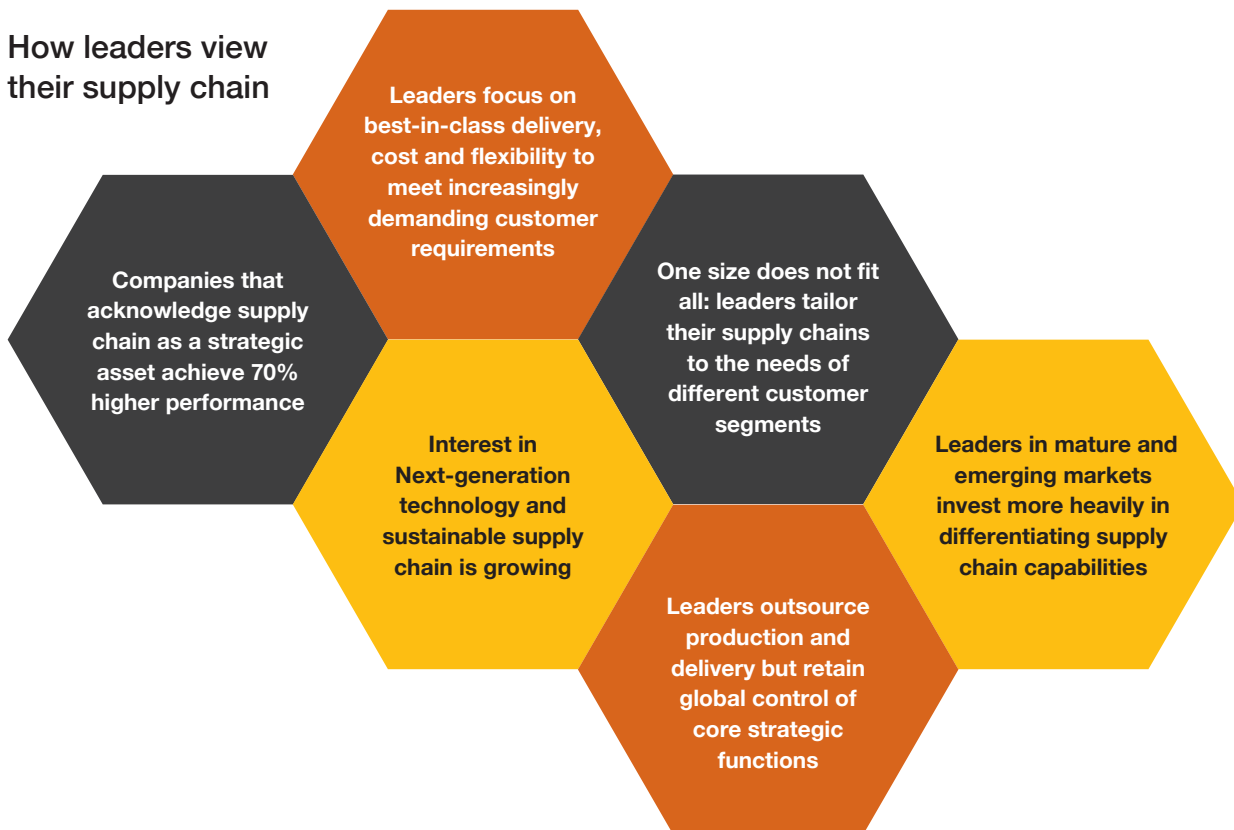 How leaders view
their supply chain
Leaders focus on
best-in-class delivery,
cost and flexibility to
meet increasingly
demanding customer
requirements
Companies that
acknowledge supply
chain as a strategic
asset achieve 70%
higher performance
One size does not fit
all: leaders tailor
their supply chains
to the needs of
different customer
segments
Interest in
Next-generation
technology and
sustainable supply
chain is growing
Leaders in mature and
emerging markets
invest more heavily in
differentiating supply
chain capabilities
Leaders outsource
production and
delivery but retain
global control of
core strategic
functions